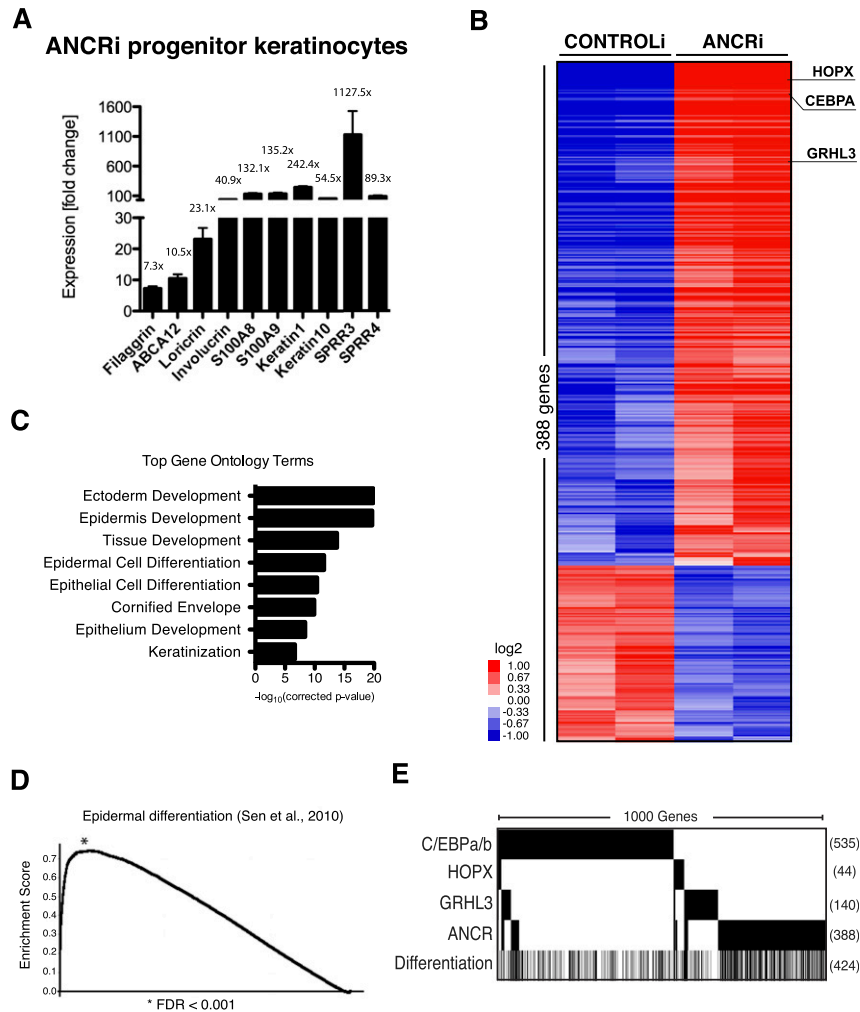 A
ANCRi progenitor keratinocytes
Expression [fold change]
1600
1100
600
100
30
20
10
0
7.3x
10.5x
23.1x
40.9x
132.1x
135.2x
242.4x
54.5x
1127.5x
89.3x
Filaggrin
ABCA12
Loricrin
Involucrin
S100A8
S100A9
Keratin1
Keratin10
SPRR3
SPRR4
B
CONTROLi ANCRi
HOPX
CEBPA
GRHL3
388 genes
log2
1.00
0.67
0.33
0.00
-0.33
-0.67
-1.00
C
Top Gene Ontology Terms
Ectoderm Development
Epidermis Development
Tissue Development
Epidermal Cell Differentiation
Epithelial Cell Differentiation
Cornified Envelope
Epithelium Development
Keratinization
0 5 10 15 20
-log10(corrected p-value)
D
Epidermal differentiation (Sen et al., 2010)
Enrichment Score
*
0.7
0.6
0.5
0.4
0.3
0.2
0.1
0.0
* FDR < 0.001
E
1000 Genes
C/EBPa/b (535)
HOPX (44)
GRHL3 (140)
ANCR (388)
Differentiation (424)